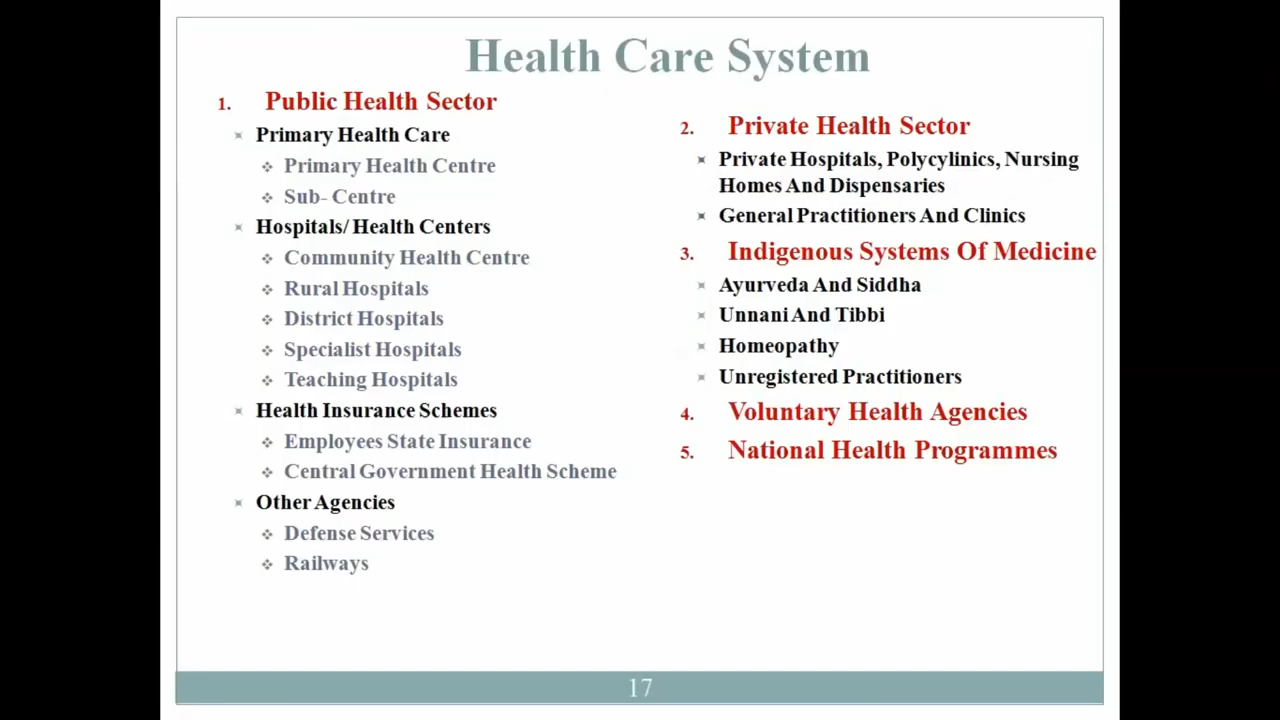 Health Care System
1. Public Health Sector
Primary Health Care
Primary Health Centre
Sub- Centre
Hospitals/ Health Centers
Community Health Centre
Rural Hospitals
District Hospitals
Specialist Hospitals
Teaching Hospitals
Health Insurance Schemes
Employees State Insurance
Central Government Health Scheme
Other Agencies
Defense Services
Railways
2. Private Health Sector
Private Hospitals, Polycylinics, Nursing
Homes And Dispensaries
General Practitioners And Clinics
3. Indigenous Systems Of Medicine
Ayurveda And Siddha
Unnani And Tibbi
Homeopathy
Unregistered Practitioners
4. Voluntary Health Agencies
5. National Health Programmes
17